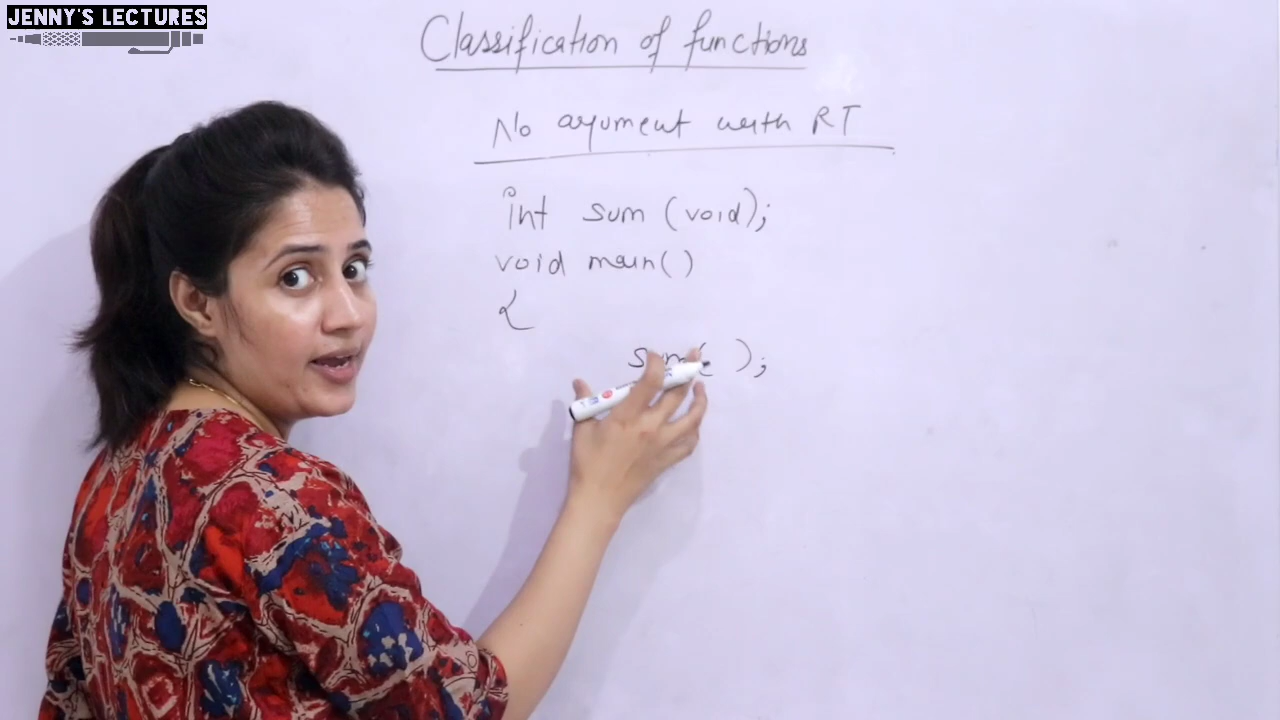 JENNY'S LECTURES
Classification of functions
No argument with RT
int sum (void);
void main()
{
sum( );